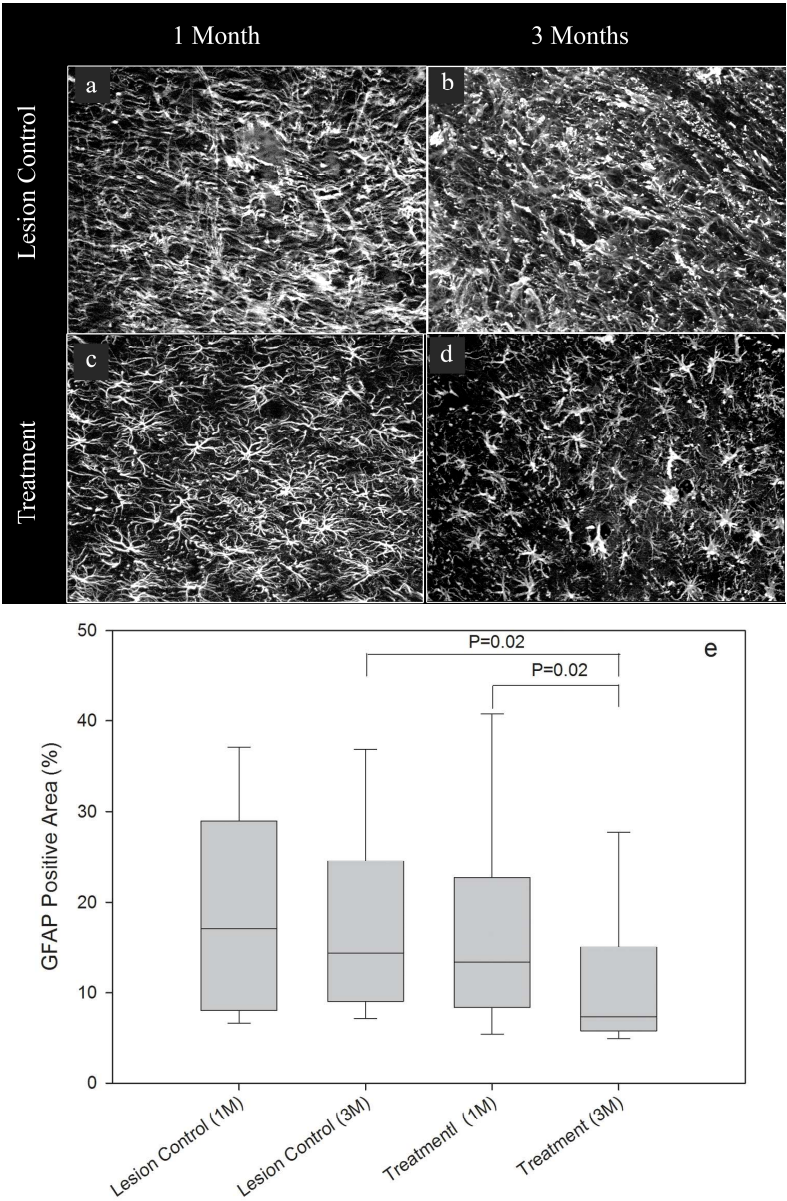 1 Month 3 Months
Lesion Control
a
b
Treatment
c
d
e
P=0.02
P=0.02
GFAP Positive Area (%)
50
40
30
20
10
0
Lesion Control (1M)
Lesion Control (3M)
Treatmentl (1M)
Treatment (3M)